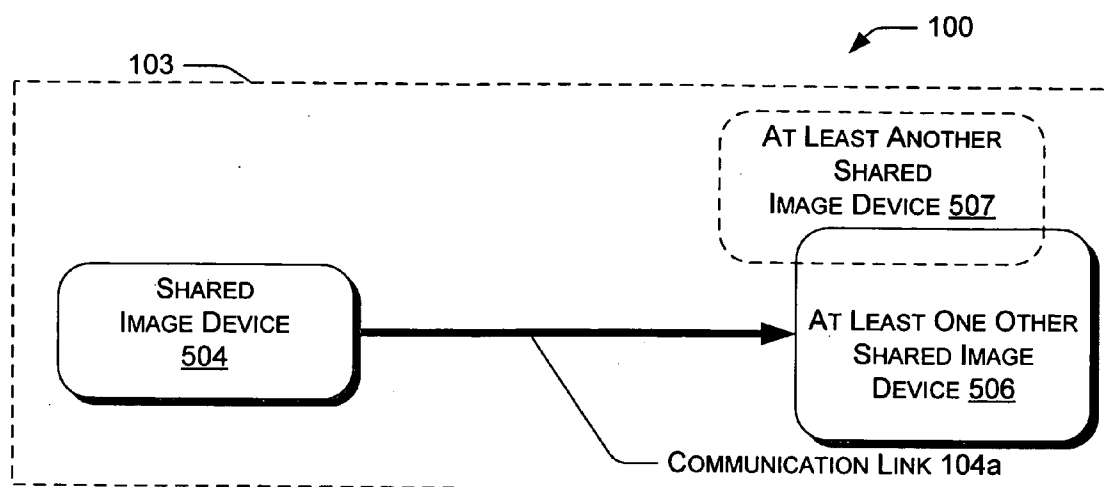 100
103
AT LEAST ANOTHER
SHARED
IMAGE DEVICE 507
SHARED
IMAGE DEVICE
504
AT LEAST ONE OTHER
SHARED IMAGE
DEVICE 506
COMMUNICATION LINK 104a